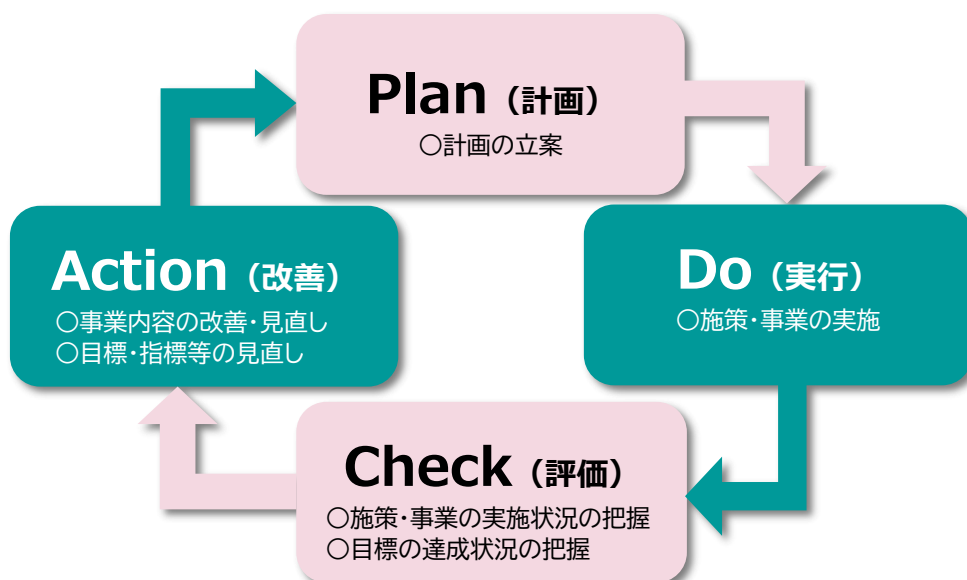 Plan（計画）
○計画の立案
Do（実行）
○施策・事業の実施
Check（評価）
○施策・事業の実施状況の把握
○目標の達成状況の把握
Action（改善）
○事業内容の改善・見直し
○目標・指標等の見直し